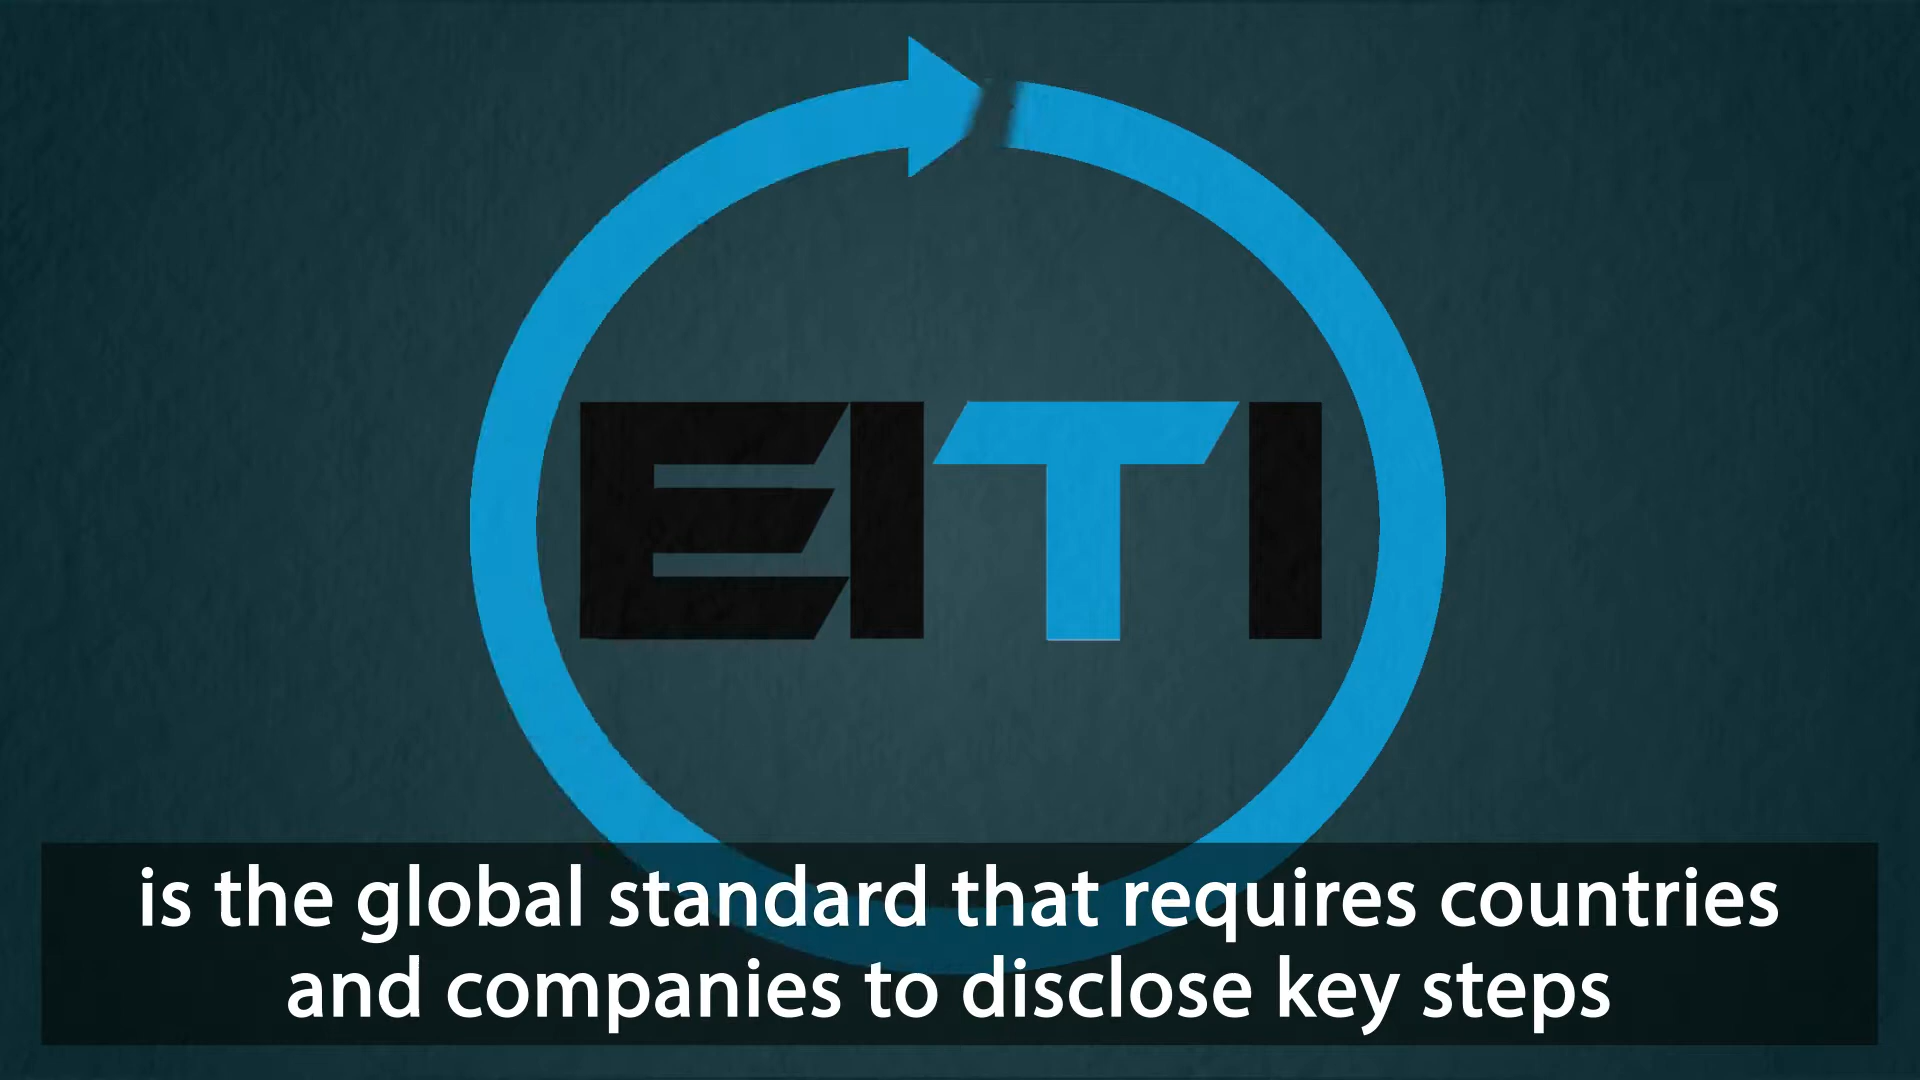 EITI
is the global standard that requires countries
and companies to disclose key steps